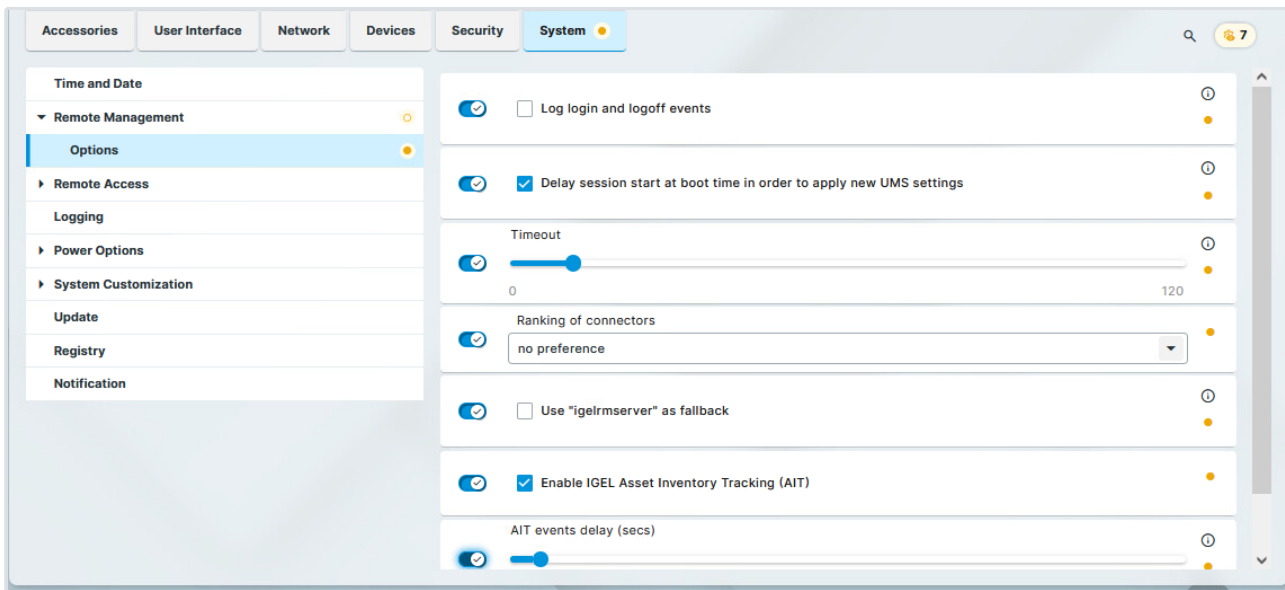 Accessories
User Interface
Network
Devices
Security
System
7
Time and Date
Remote Management
Options
Remote Access
Logging
Power Options
System Customization
Update
Registry
Notification
Log login and logoff events
Delay session start at boot time in order to apply new UMS settings
Timeout
0
120
Ranking of connectors
no preference
Use "igelrmserver" as fallback
Enable IGEL Asset Inventory Tracking (AIT)
AIT events delay (secs)